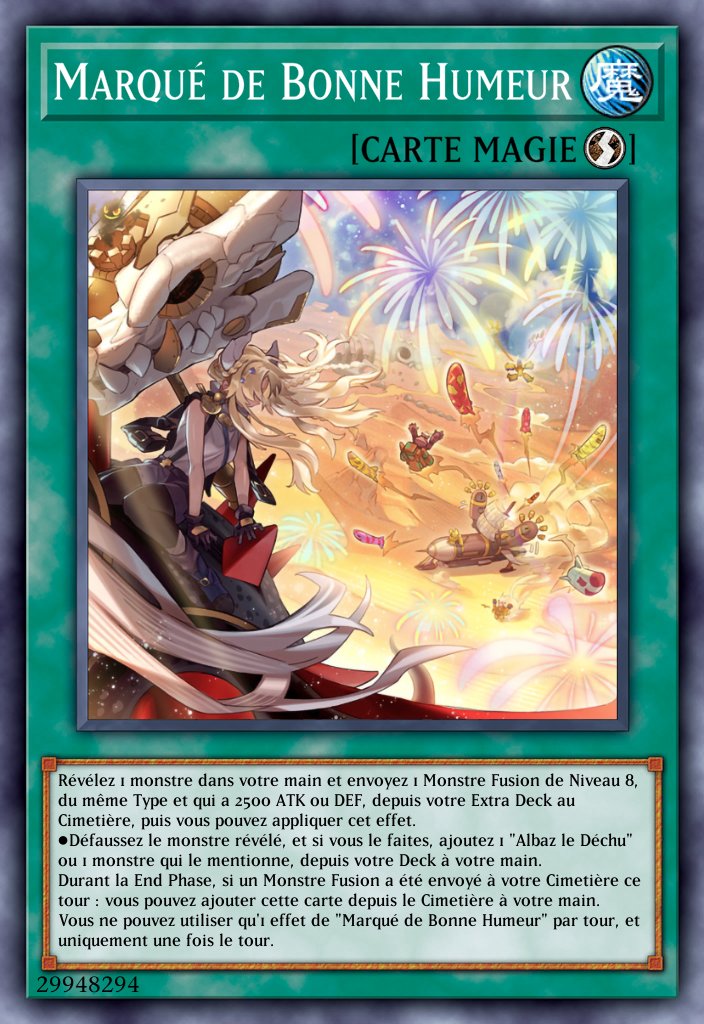 Marqué de Bonne Humeur 魔
[CARTE MAGIE]
Révélez 1 monstre dans votre main et envoyez 1 Monstre Fusion de Niveau 8,
du même Type et qui a 2500 ATK ou DEF, depuis votre Extra Deck au
Cimetière, puis vous pouvez appliquer cet effet.
●Défaussez le monstre révélé, et si vous le faites, ajoutez 1 "Albaz le Déchu"
ou 1 monstre qui le mentionne, depuis votre Deck à votre main.
Durant la End Phase, si un Monstre Fusion a été envoyé à votre Cimetière ce
tour : vous pouvez ajouter cette carte depuis le Cimetière à votre main.
Vous ne pouvez utiliser qu'1 effet de "Marqué de Bonne Humeur" par tour, et
uniquement une fois le tour.
29948294